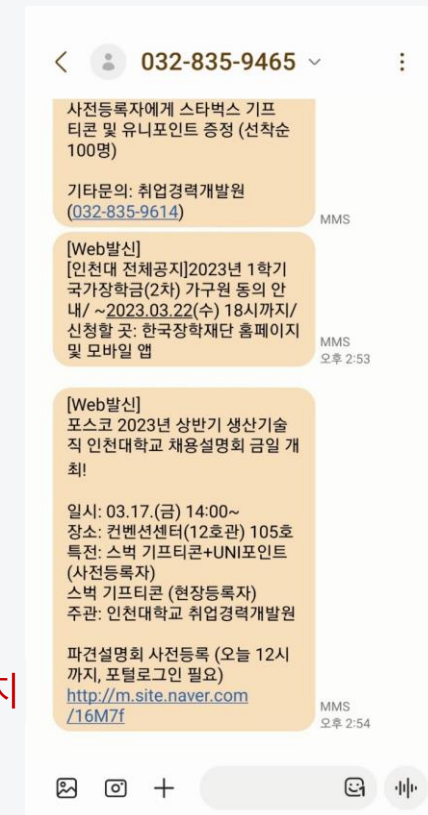 032-835-9465
사전등록자에게 스타벅스 기프
티콘 및 유니포인트 증정 (선착순
100명)
기타문의: 취업경력개발원
(032-835-9614)
MMS
[Web발신]
[인천대 전체공지]2023년 1학기
국가장학금(2차) 가구원 동의 안
내/ ~2023.03.22(수) 18시까지/
신청할 곳: 한국장학재단 홈페이지
및 모바일 앱
MMS
오후 2:53
[Web발신]
포스코 2023년 상반기 생산기술
직 인천대학교 채용설명회 금일 개
최!
일시: 03.17.(금) 14:00~
장소: 컨벤션센터(12호관) 105호
특전: 스벅 기프티콘+UNI포인트
(사전등록자)
스벅 기프티콘 (현장등록자)
주관: 인천대학교 취업경력개발원
파견설명회 사전등록 (오늘 12시
까지, 포털로그인 필요)
http://m.site.naver.com
/16M7f
MMS
오후 2:54
지